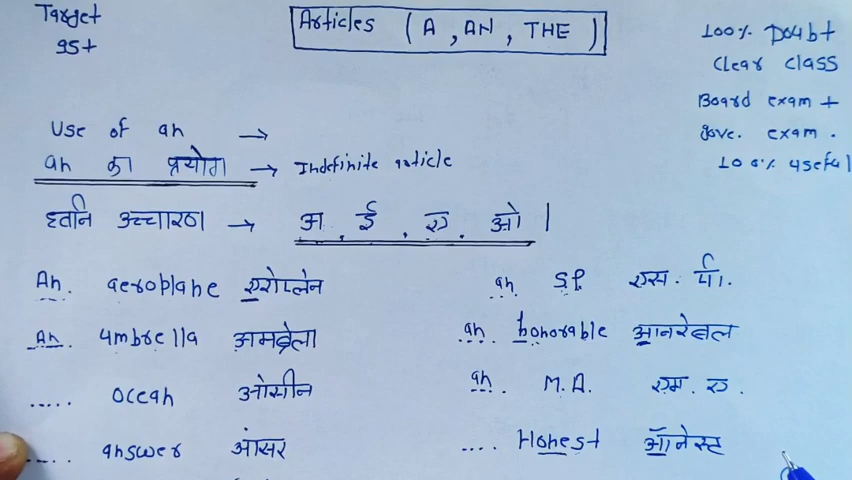 Target
95+
Articles (A, AN, THE)
100% Doubt
Clear class
Board exam +
Gove. exam.
100% useful
Use of an →
an का प्रयोग → Indefinite article
ध्वनि उच्चारण → अ, ई, ए, ओ।
An. aeroplane एरोप्लेन
An. umbrella अमब्रेला
..... ocean ओसीन
..... answer आंसर
an S.P. एस. पी.
an. honorable आनरेबल
an. M.A. एम. ए.
.... Honest ऑनेस्ट